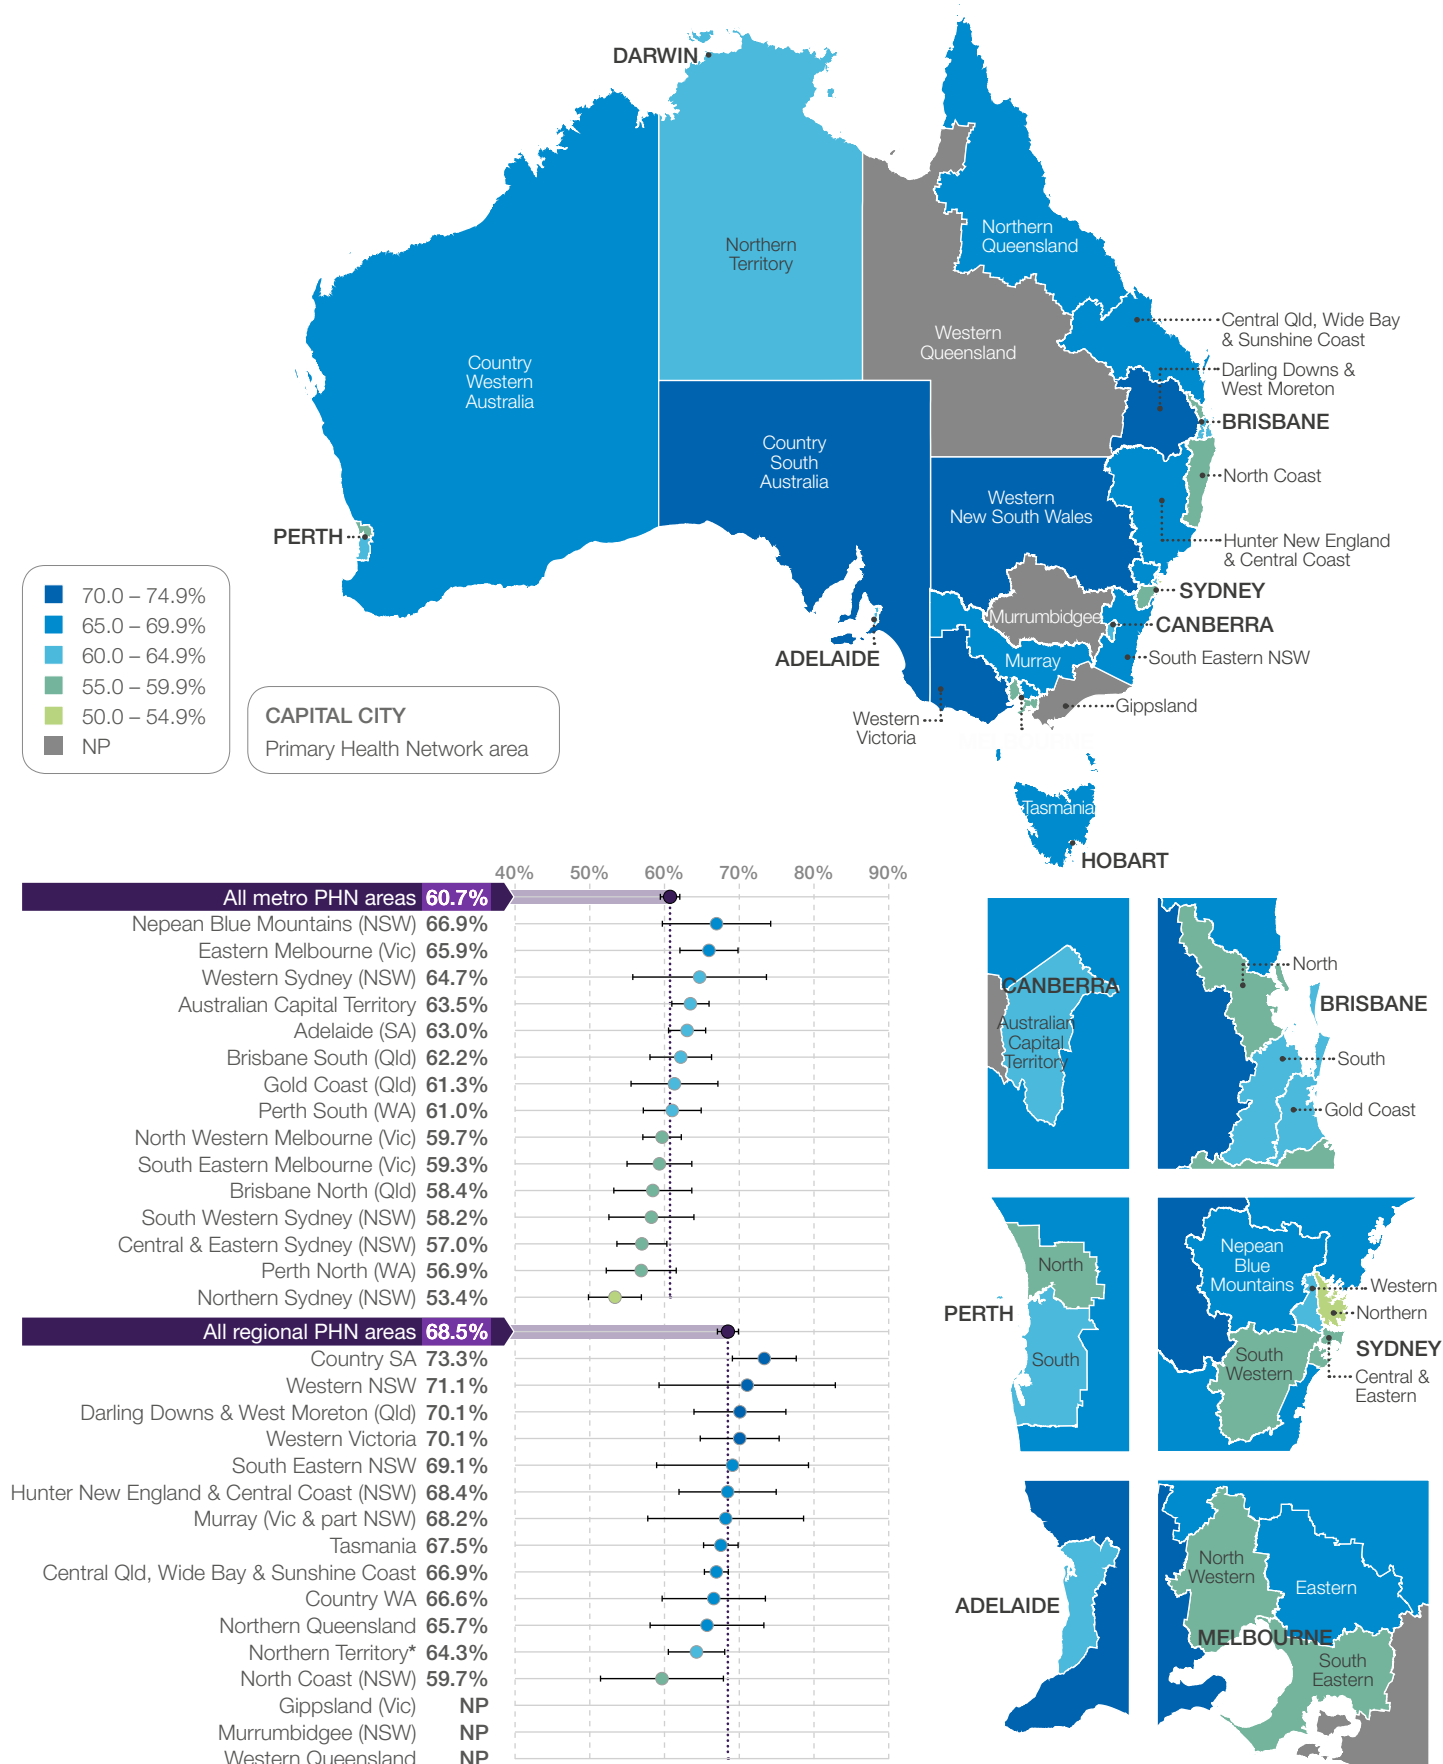 DARWIN
Northern
Territory
Northern
Queensland
Western
Queensland
Country
Western
Australia
Country
South
Australia
Western
New South Wales
Central Qld, Wide Bay
& Sunshine Coast
Darling Downs &
West Moreton
BRISBANE
North Coast
Hunter New England
& Central Coast
PERTH
SYDNEY
CANBERRA
Murrumbidgee
South Eastern NSW
Murray
ADELAIDE
Gippsland
Western
Victoria
Tasmania
HOBART
70.0 – 74.9%
65.0 – 69.9%
60.0 – 64.9%
55.0 – 59.9%
50.0 – 54.9%
NP
CAPITAL CITY
Primary Health Network area
40% 50% 60% 70% 80% 90%
All metro PHN areas 60.7%
Nepean Blue Mountains (NSW) 66.9%
Eastern Melbourne (Vic) 65.9%
Western Sydney (NSW) 64.7%
Australian Capital Territory 63.5%
Adelaide (SA) 63.0%
Brisbane South (Qld) 62.2%
Gold Coast (Qld) 61.3%
Perth South (WA) 61.0%
North Western Melbourne (Vic) 59.7%
South Eastern Melbourne (Vic) 59.3%
Brisbane North (Qld) 58.4%
South Western Sydney (NSW) 58.2%
Central & Eastern Sydney (NSW) 57.0%
Perth North (WA) 56.9%
Northern Sydney (NSW) 53.4%
All regional PHN areas 68.5%
Country SA 73.3%
Western NSW 71.1%
Darling Downs & West Moreton (Qld) 70.1%
Western Victoria 70.1%
South Eastern NSW 69.1%
Hunter New England & Central Coast (NSW) 68.4%
Murray (Vic & part NSW) 68.2%
Tasmania 67.5%
Central Qld, Wide Bay & Sunshine Coast 66.9%
Country WA 66.6%
Northern Queensland 65.7%
Northern Territory* 64.3%
North Coast (NSW) 59.7%
Gippsland (Vic) NP
Murrumbidgee (NSW) NP
Western Queensland NP
CANBERRA
Australian
Capital
Territory
North
BRISBANE
South
Gold Coast
PERTH
North
South
Nepean
Blue
Mountains
Western
Northern
SYDNEY
South
Western
Central &
Eastern
ADELAIDE
North
Western
Eastern
MELBOURNE
South
Eastern